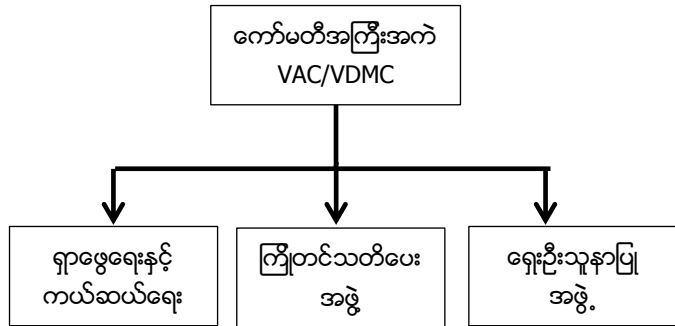 ကော်မတီအကြီးအကဲ
VAC/VDMC
ရှာဖွေရေးနှင့်
ကယ်ဆယ်ရေး
ကြိုတင်သတိပေး
အဖွဲ့
ရှေးဦးသူနာပြု
အဖွဲ့